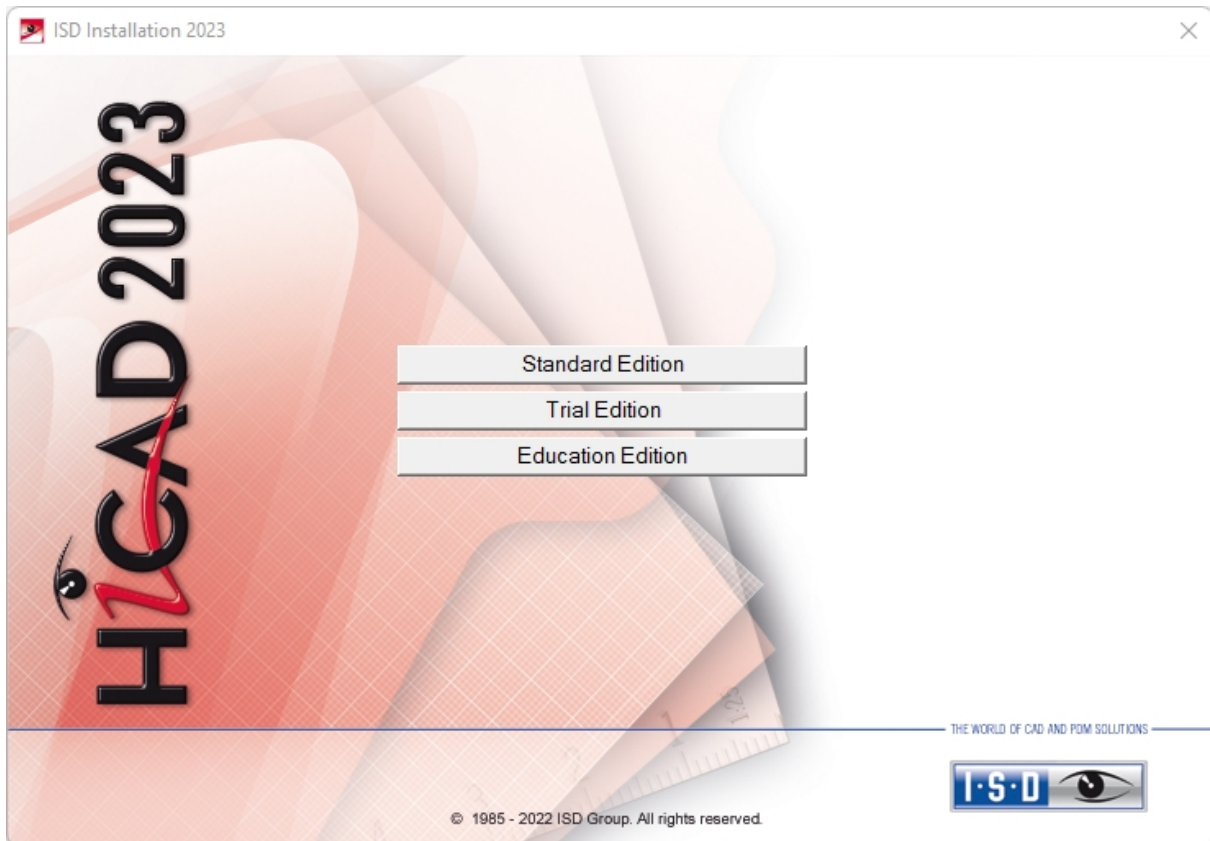 ISD Installation 2023
HiCAD 2023
Standard Edition
Trial Edition
Education Edition
THE WORLD OF CAD AND PDM SOLUTIONS
I·S·D
© 1985 - 2022 ISD Group. All rights reserved.